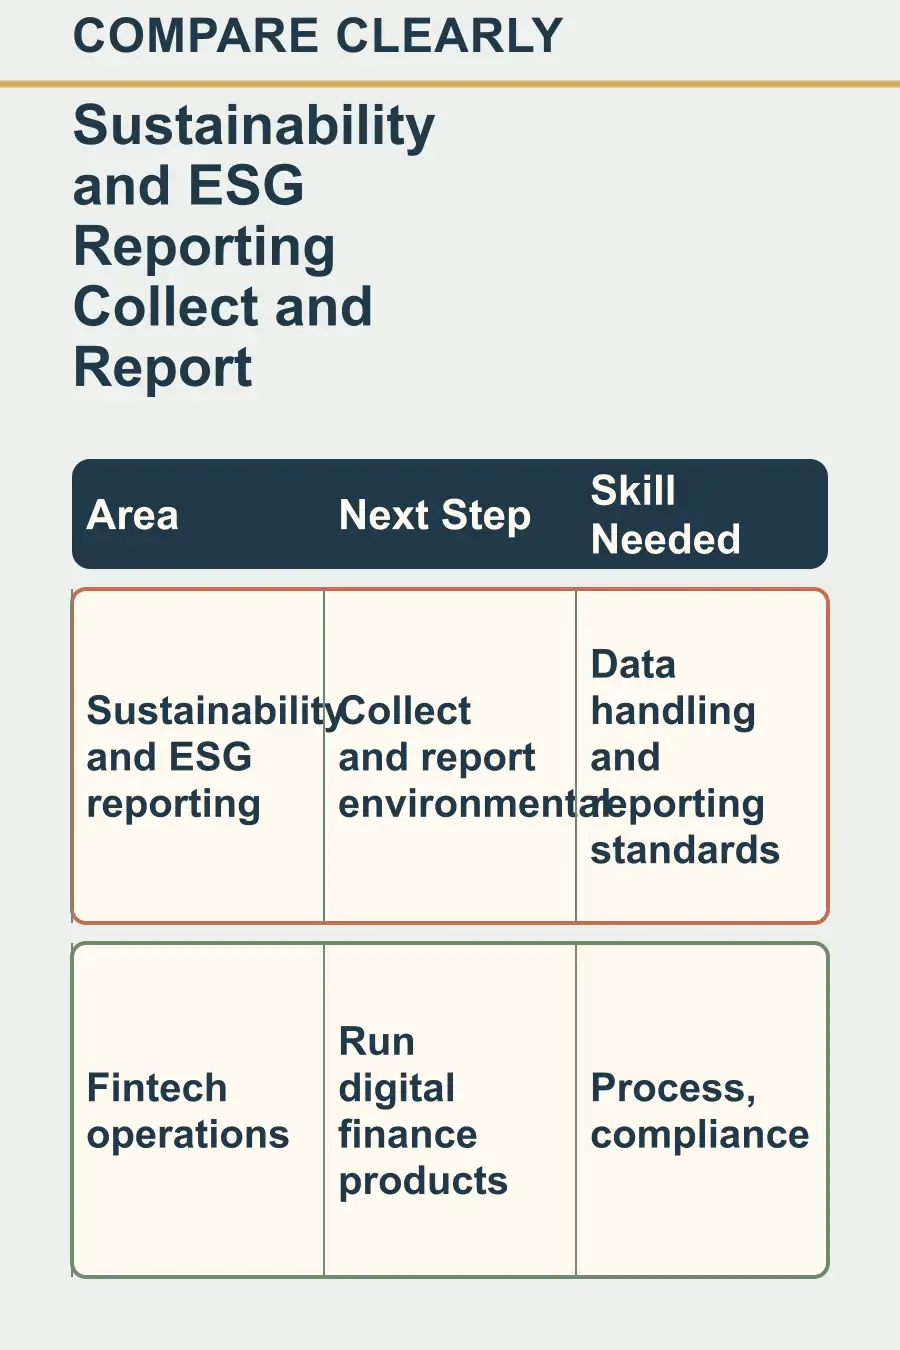 COMPARE CLEARLY
Sustainability
and ESG
Reporting
Collect and
Report
Area
Next Step
Skill
Needed
Sustainability
and ESG
reporting
Collect
and report
environmental
Data
handling
and
reporting
standards
Fintech
operations
Run
digital
finance
products
Process,
compliance